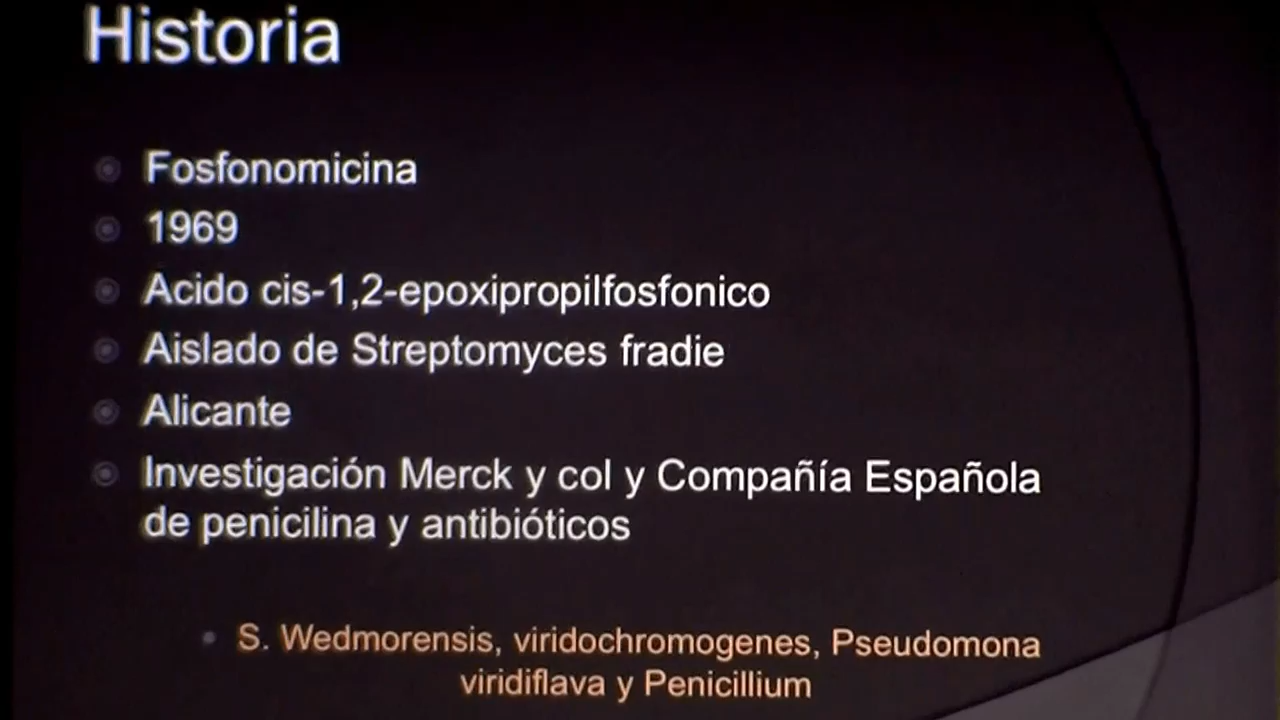 Historia
Fosfonomicina
1969
Acido cis-1,2-epoxipropilfosfonico
Aislado de Streptomyces fradie
Alicante
Investigación Merck y col y Compañía Española
de penicilina y antibióticos
S. Wedmorensis, viridochromogenes, Pseudomona
viridiflava y Penicillium